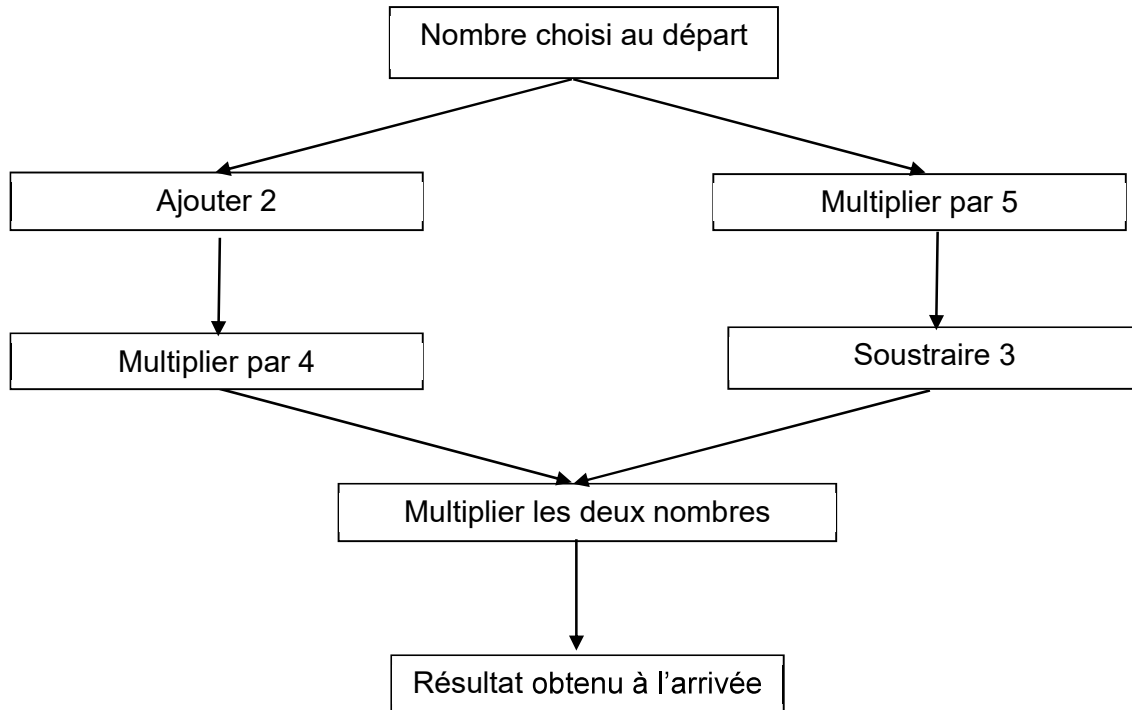 Nombre choisi au départ
Ajouter 2
Multiplier par 5
Multiplier par 4
Soustraire 3
Multiplier les deux nombres
Résultat obtenu à l’arrivée